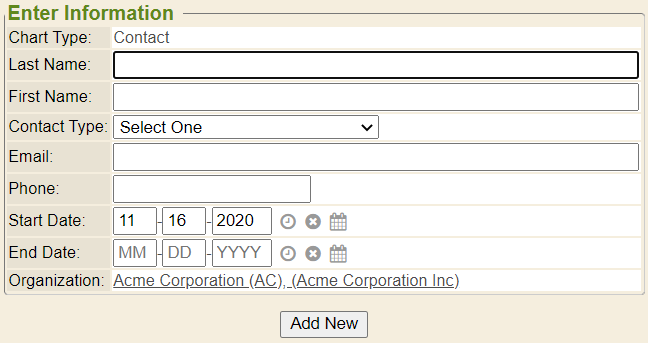 Enter Information
Chart Type: Contact
Last Name:
First Name:
Contact Type: Select One
Email:
Phone:
Start Date: 11 - 16 - 2020
End Date: MM - DD - YYYY
Organization: Acme Corporation (AC), (Acme Corporation Inc)
Add New